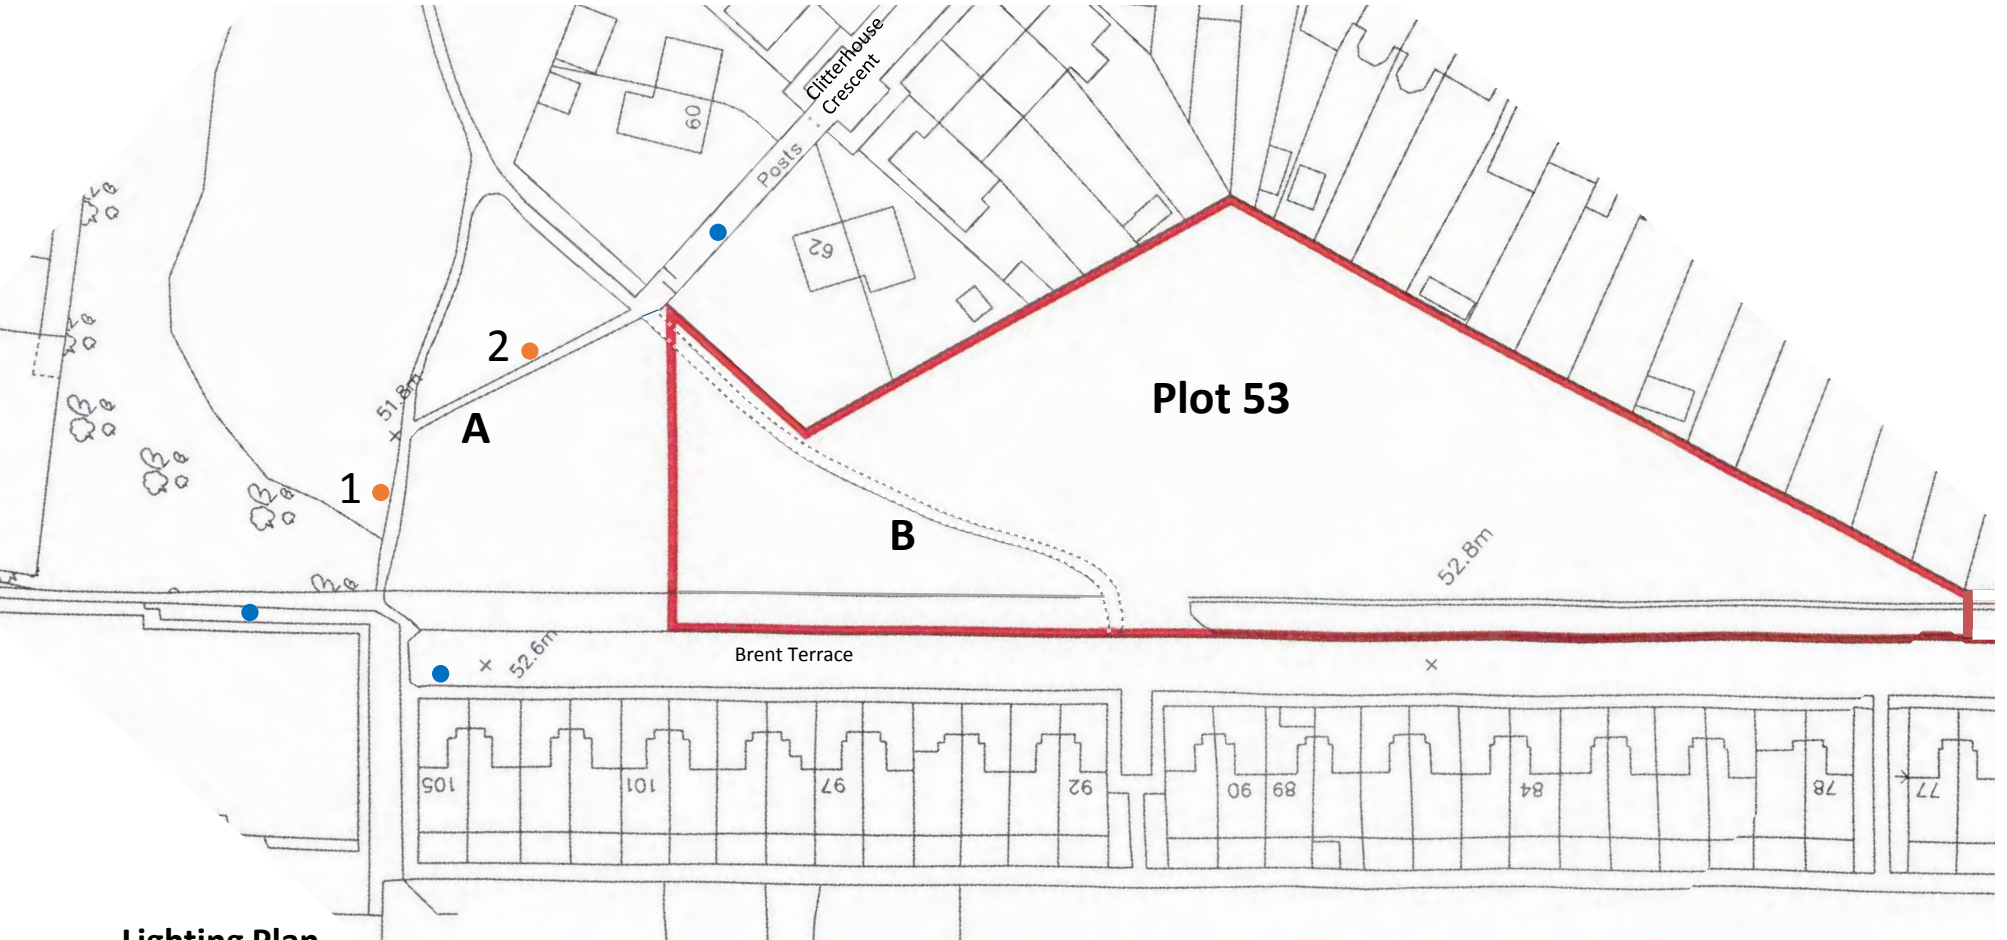 Clitterhouse
Crescent
60
Posts
62
2
51.8m
A
Plot 53
1
B
52.8m
52.6m
Brent Terrace
105
101
97
92
90
89
84
78
77
Lighting Plan